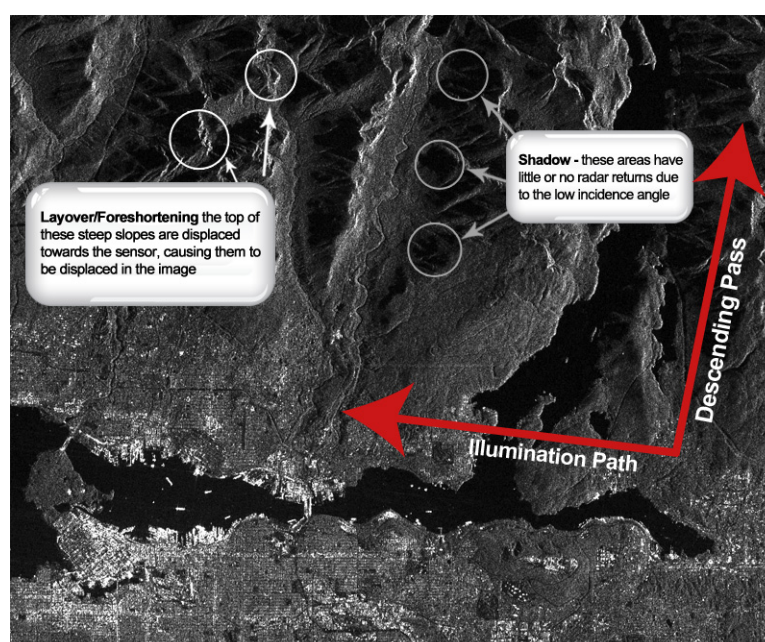 Layover/Foreshortening the top of
these steep slopes are displaced
towards the sensor, causing them to
be displaced in the image
Shadow - these areas have
little or no radar returns due
to the low incidence angle
Descending Pass
Illumination Path